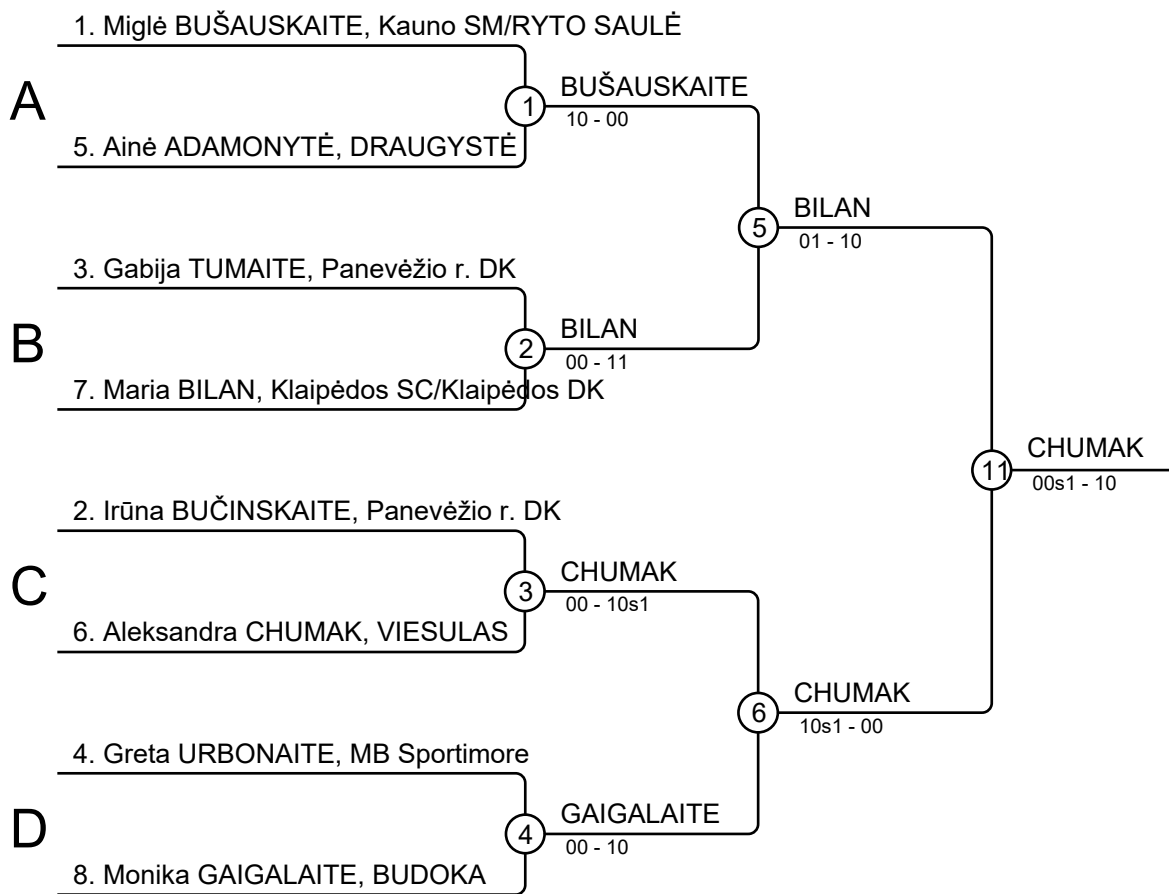 1. Miglė BUŠAUSKAITE, Kauno SM/RYTO SAULĖ
A
1
BUŠAUSKAITE
10 - 00
5. Ainė ADAMONYTĖ, DRAUGYSTĖ
5
BILAN
01 - 10
3. Gabija TUMAITE, Panevėžio r. DK
B
2
BILAN
00 - 11
7. Maria BILAN, Klaipėdos SC/Klaipėdos DK
11
CHUMAK
00s1 - 10
2. Irūna BUČINSKAITE, Panevėžio r. DK
C
3
CHUMAK
00 - 10s1
6. Aleksandra CHUMAK, VIESULAS
6
CHUMAK
10s1 - 00
4. Greta URBONAITE, MB Sportimore
D
4
GAIGALAITE
00 - 10
8. Monika GAIGALAITE, BUDOKA